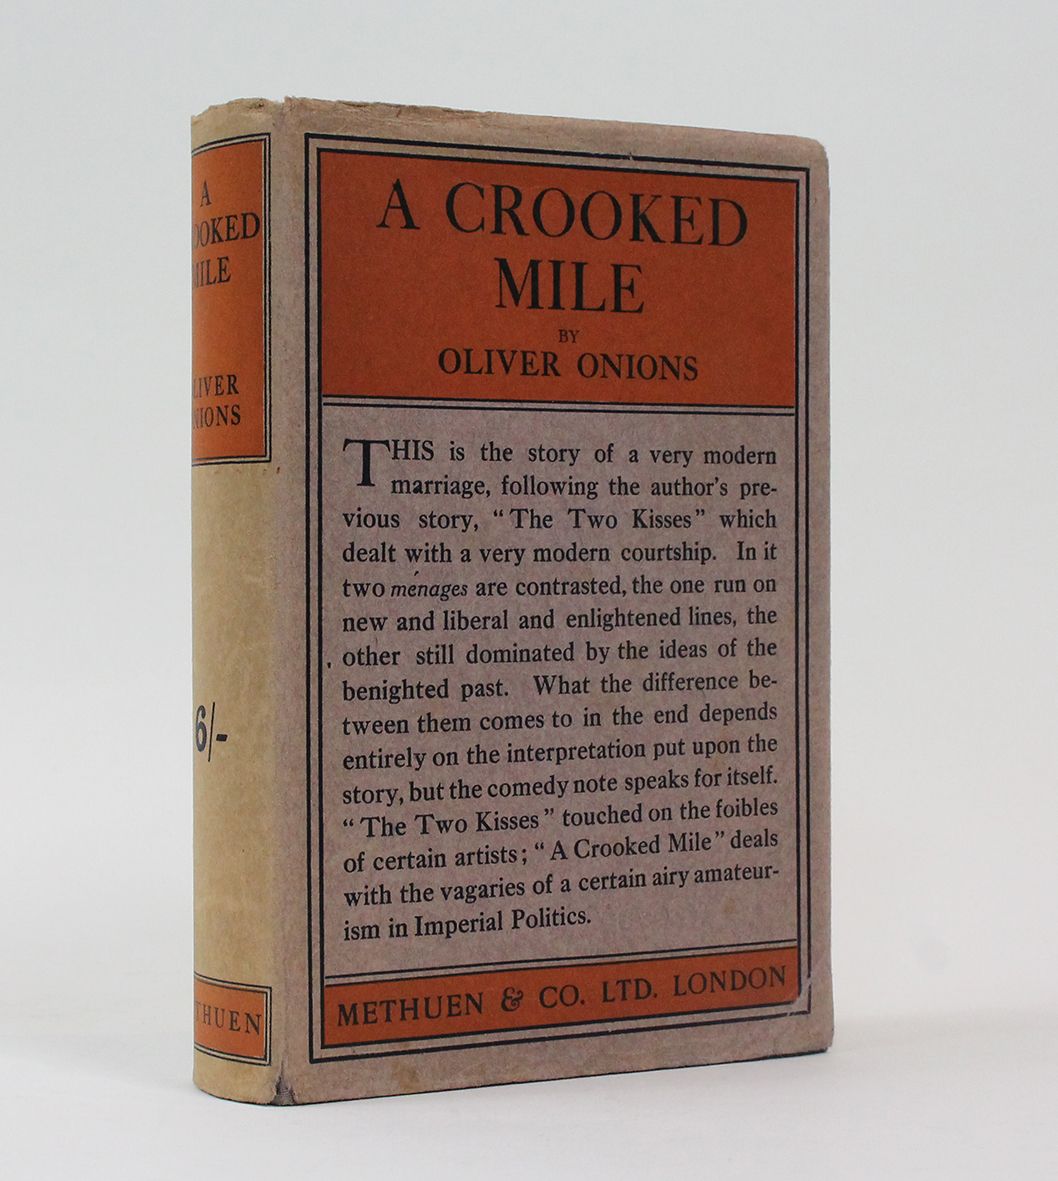 A
OOKED
ILE
LIVER
NIONS
6/-
THUEN
A CROOKED
MILE
BY
OLIVER ONIONS
THIS is the story of a very modern
marriage, following the author's pre-
vious story, "The Two Kisses" which
dealt with a very modern courtship. In it
two ménages are contrasted, the one run on
new and liberal and enlightened lines, the
other still dominated by the ideas of the
benighted past. What the difference be-
tween them comes to in the end depends
entirely on the interpretation put upon the
story, but the comedy note speaks for itself.
"The Two Kisses" touched on the foibles
of certain artists; "A Crooked Mile" deals
with the vagaries of a certain airy amateur-
ism in Imperial Politics.
METHUEN & CO. LTD. LONDON